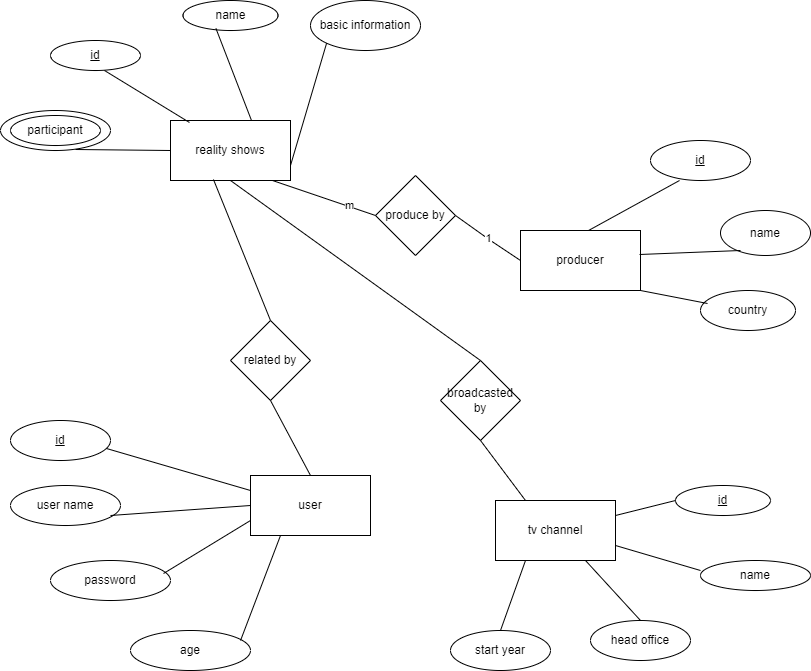 name
basic information
id
participant
reality shows
id
m
produce by
name
1
producer
country
related by
broadcasted
by
id
user name
user
id
tv channel
password
name
age
start year
head office